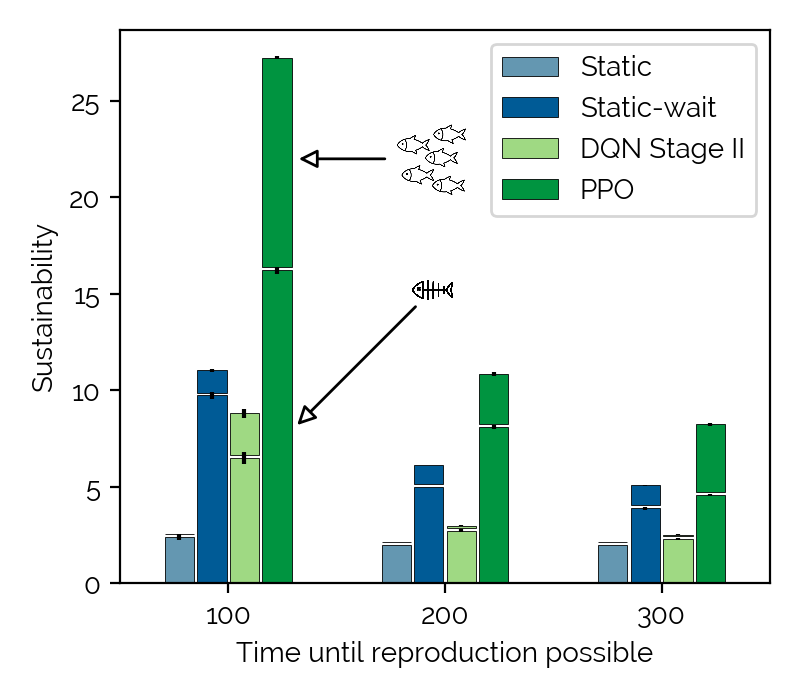 Static
Static-wait
DQN Stage II
PPO
Sustainability
25
20
15
10
5
0
100
200
300
Time until reproduction possible